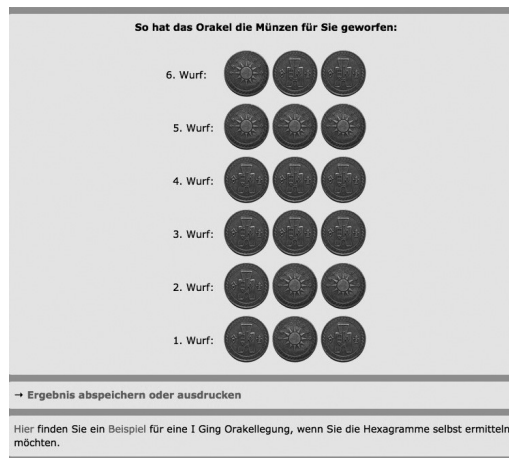 So hat das Orakel die Münzen für Sie geworfen:
6. Wurf:
5. Wurf:
4. Wurf:
3. Wurf:
2. Wurf:
1. Wurf:
→ Ergebnis abspeichern oder ausdrucken
Hier finden Sie ein Beispiel für eine I Ging Orakellegung, wenn Sie die Hexagramme selbst ermitteln
möchten.